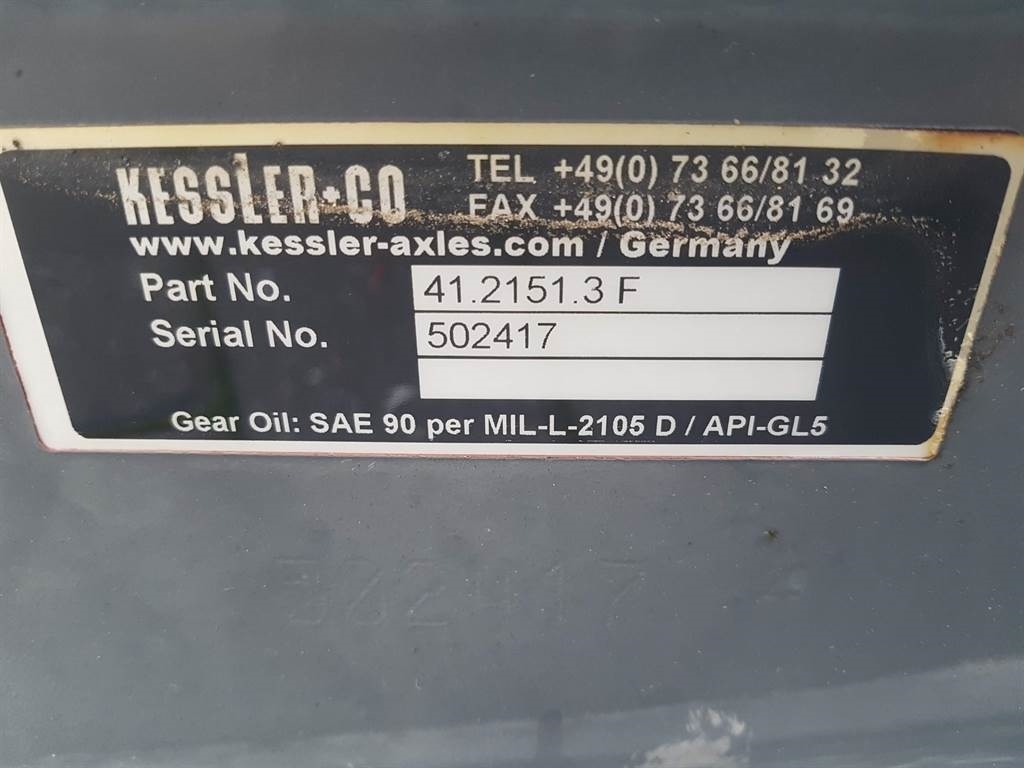 KESSLER+CO
TEL +49(0) 73 66/81 32
FAX +49(0) 73 66/81 69
www.kessler-axles.com / Germany
Part No. 41.2151.3 F
Serial No. 502417
Gear Oil: SAE 90 per MIL-L-2105 D / API-GL5